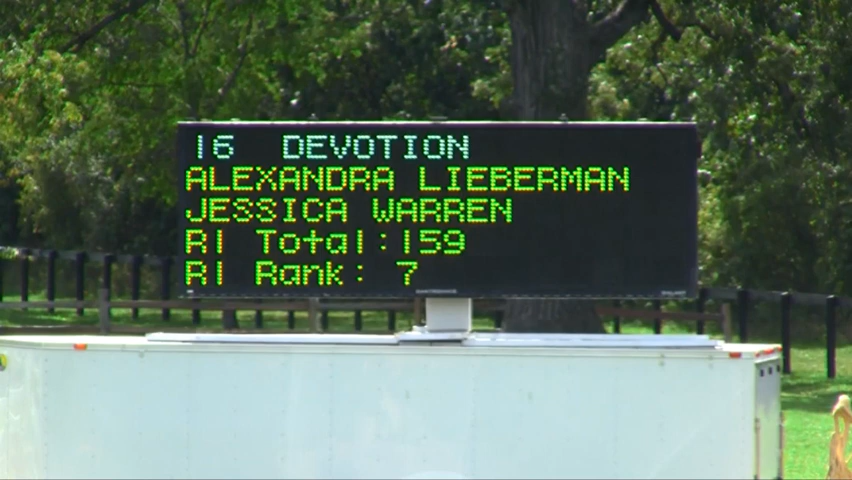 16 DEVOTION
ALEXANDRA LIEBERMAN
JESSICA WARREN
R1 Total:159
R1 Rank: 7